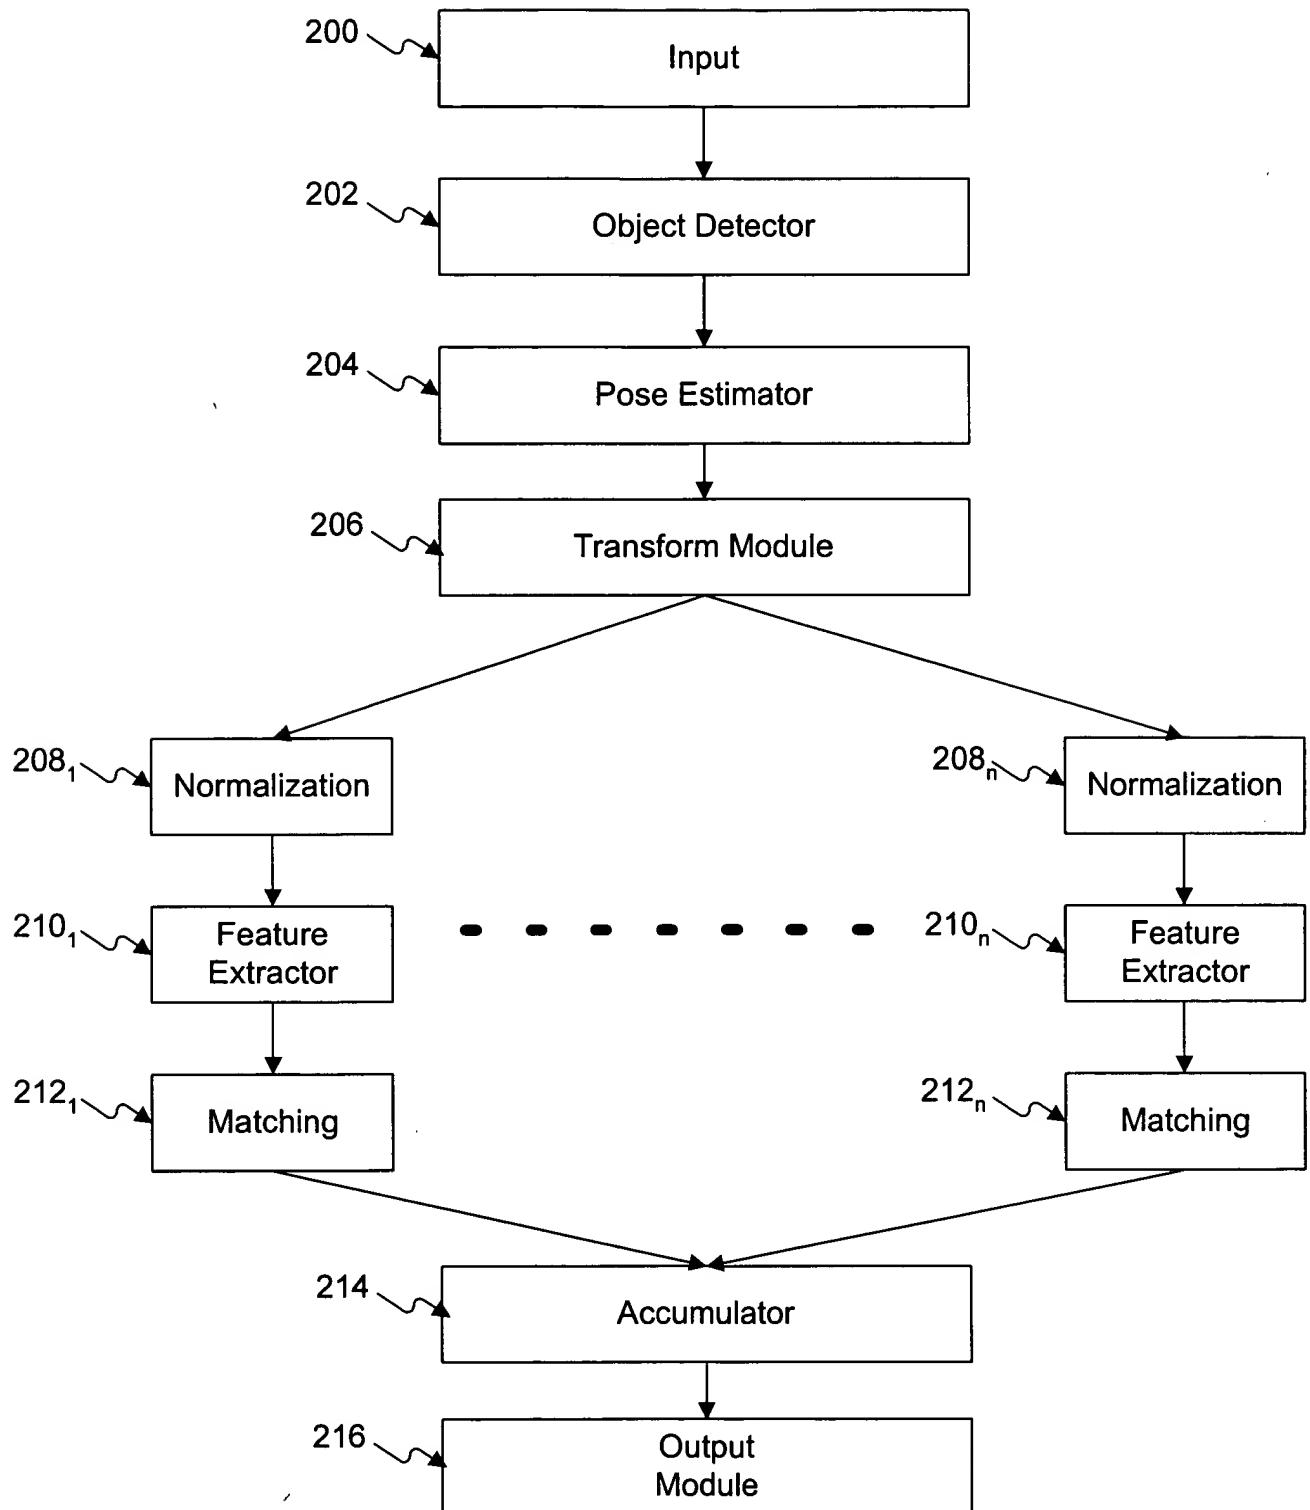 200
Input
202
Object Detector
204
Pose Estimator
206
Transform Module
208₁
Normalization
208ₙ
Normalization
210₁
Feature
Extractor
210ₙ
Feature
Extractor
212₁
Matching
212ₙ
Matching
214
Accumulator
216
Output
Module